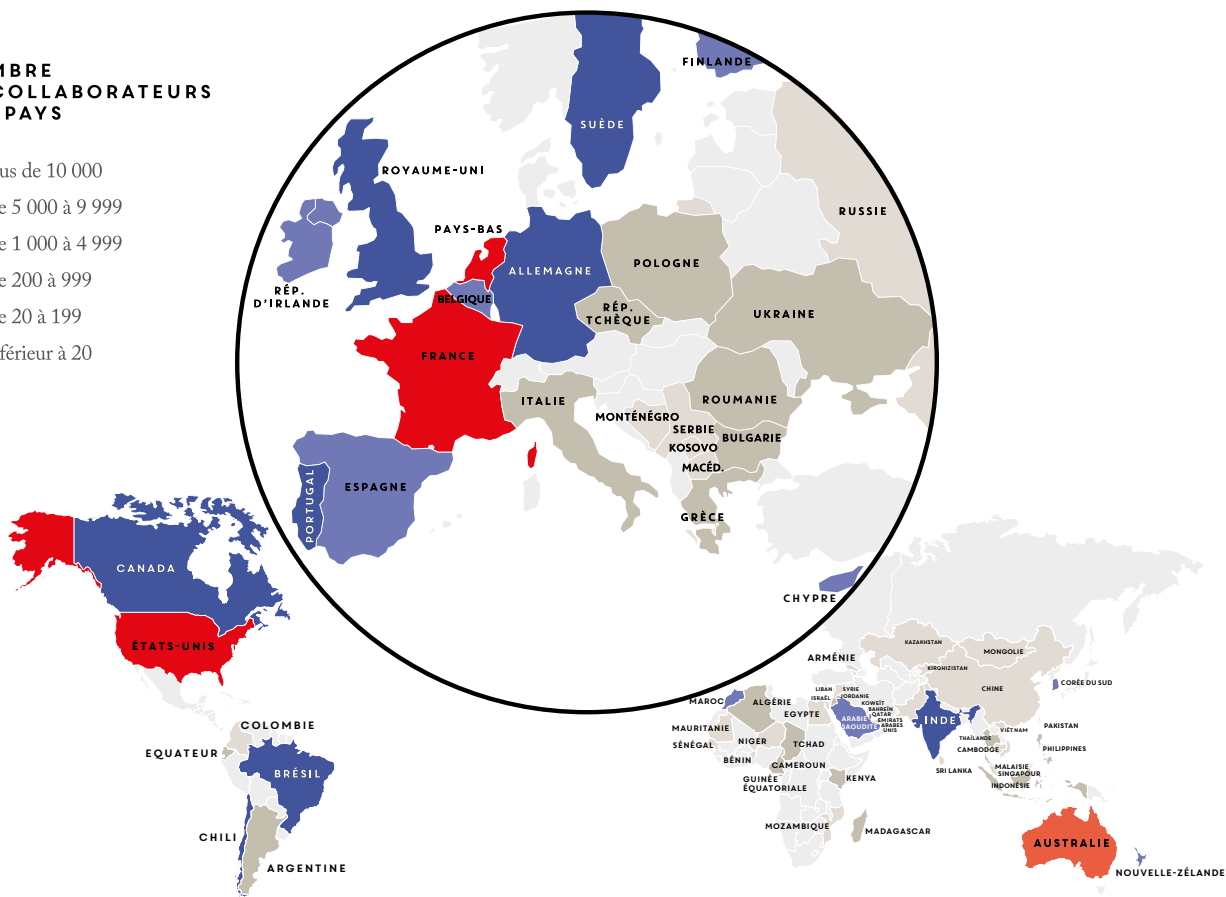 MBRE
COLLABORATEURS
PAYS
us de 10 000
e 5 000 à 9 999
e 1 000 à 4 999
e 200 à 999
e 20 à 199
férieur à 20
FINLANDE
SUÈDE
ROYAUME-UNI
RUSSIE
PAYS-BAS
POLOGNE
ALLEMAGNE
RÉP.
D'IRLANDE
BELGIQUE
RÉP.
TCHÈQUE
UKRAINE
FRANCE
ITALIE
ROUMANIE
MONTÉNÉGRO
SERBIE
BULGARIE
KOSOVO
MACÉD.
ESPAGNE
PORTUGAL
GRÈCE
CHYPRE
CANADA
ÉTATS-UNIS
COLOMBIE
EQUATEUR
BRÉSIL
CHILI
ARGENTINE
KAZAKHSTAN
MONGOLIE
ARMÉNIE
KIRGHIZISTAN
CORÉE DU SUD
CHINE
LIBAN
SYRIE
ISRAËL
JORDANIE
MAROC
ALGÉRIE
KOWEÏT
BAHREÏN
EGYPTE
QATAR
ARABIE
SAOUDITE
EMIRATS
ARABES
UNIS
INDE
MAURITANIE
PAKISTAN
VIÊT NAM
NIGER
TCHAD
THAÏLANDE
SÉNÉGAL
CAMBODGE
PHILIPPINES
BÉNIN
CAMEROUN
SRI LANKA
MALAISIE
SINGAPOUR
GUINÉE
ÉQUATORIALE
KENYA
INDONÉSIE
MOZAMBIQUE
MADAGASCAR
AUSTRALIE
NOUVELLE-ZÉLANDE